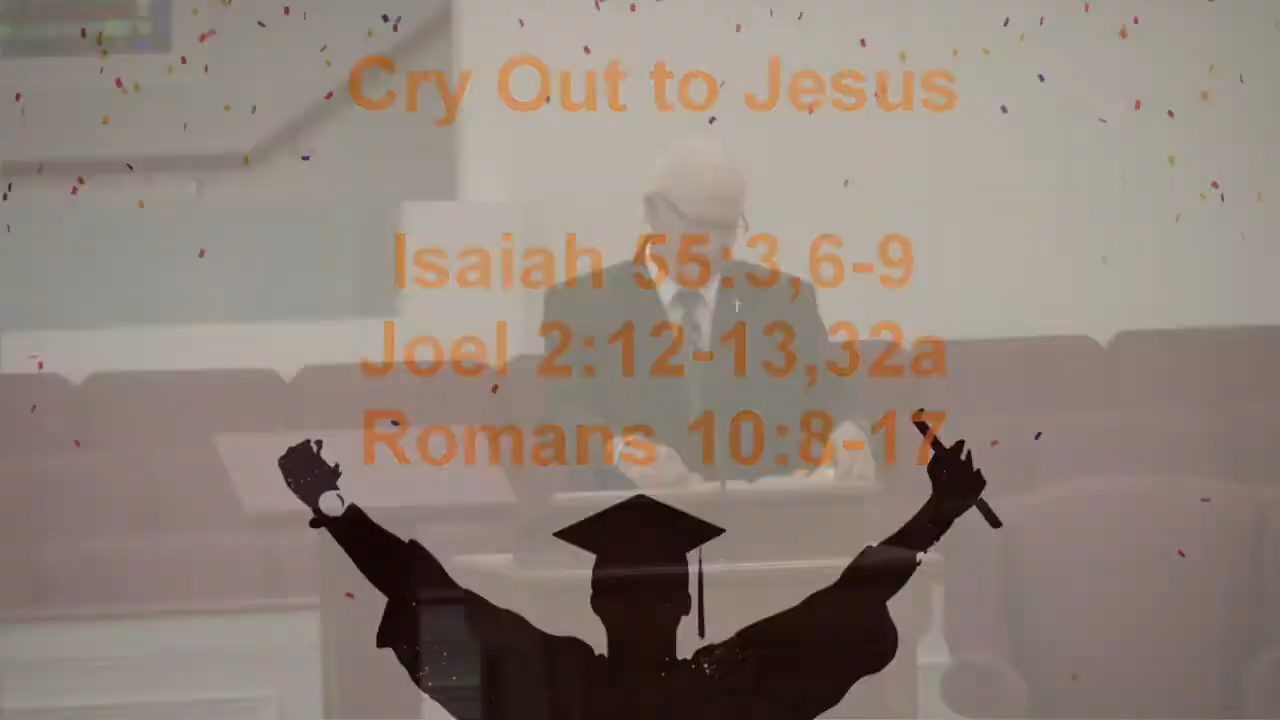 Cry Out to Jesus
Isaiah 55:3,6-9
Joel 2:12-13,32a
Romans 10:8-17